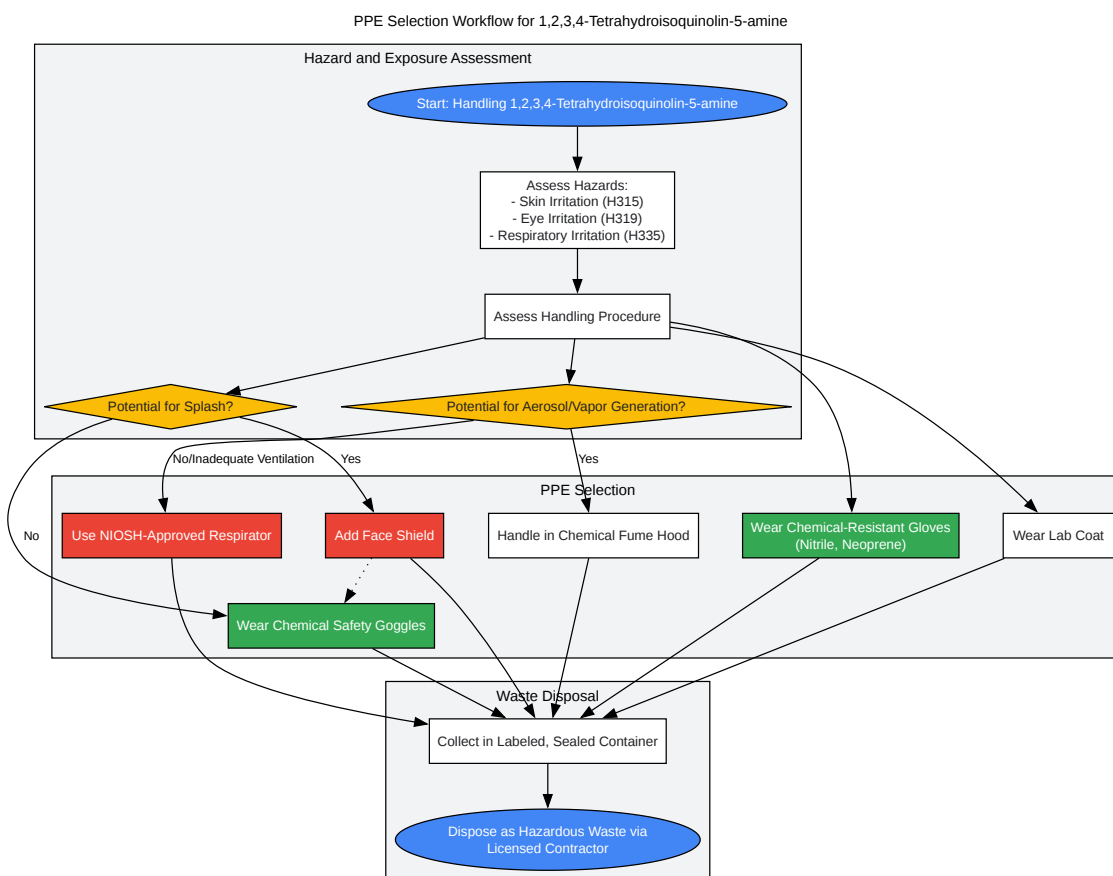 PPE Selection Workflow for 1,2,3,4-Tetrahydroisoquinolin-5-amine
Hazard and Exposure Assessment
Start: Handling 1,2,3,4-Tetrahydroisoquinolin-5-amine
Assess Hazards:
- Skin Irritation (H315)
- Eye Irritation (H319)
- Respiratory Irritation (H335)
Assess Handling Procedure
Potential for Splash?
Potential for Aerosol/Vapor Generation?
No/Inadequate Ventilation
Yes
Yes
PPE Selection
No
Use NIOSH-Approved Respirator
Add Face Shield
Handle in Chemical Fume Hood
Wear Chemical-Resistant Gloves
(Nitrile, Neoprene)
Wear Lab Coat
Wear Chemical Safety Goggles
Waste Disposal
Collect in Labeled, Sealed Container
Dispose as Hazardous Waste via
Licensed Contractor